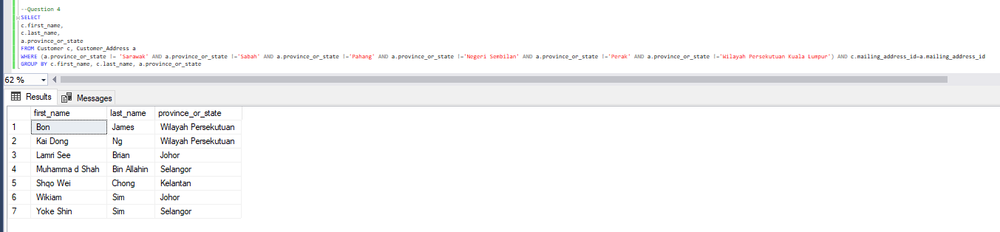 --Question 4
SELECT
c.first_name,
c.last_name,
a.province_or_state
FROM Customer c, Customer_Address a
WHERE (a.province_or_state != 'Sarawak' AND a.province_or_state !='Sabah' AND a.province_or_state !='Pahang' AND a.province_or_state !='Negeri Sembilan' AND a.province_or_state !='Perak' AND a.province_or_state !='Wilayah Persekutuan Kuala Lumpur') AND c.mailing_address_id=a.mailing_address_id
GROUP BY c.first_name, c.last_name, a.province_or_state
62 %
Results Messages
first_name last_name province_or_state
1 Bon James Wilayah Persekutuan
2 Kai Dong Ng Wilayah Persekutuan
3 Lamri See Brian Johor
4 Muhamma d Shah Bin Allahin Selangor
5 Shqo Wei Chong Kelantan
6 Wikiam Sim Johor
7 Yoke Shin Sim Selangor